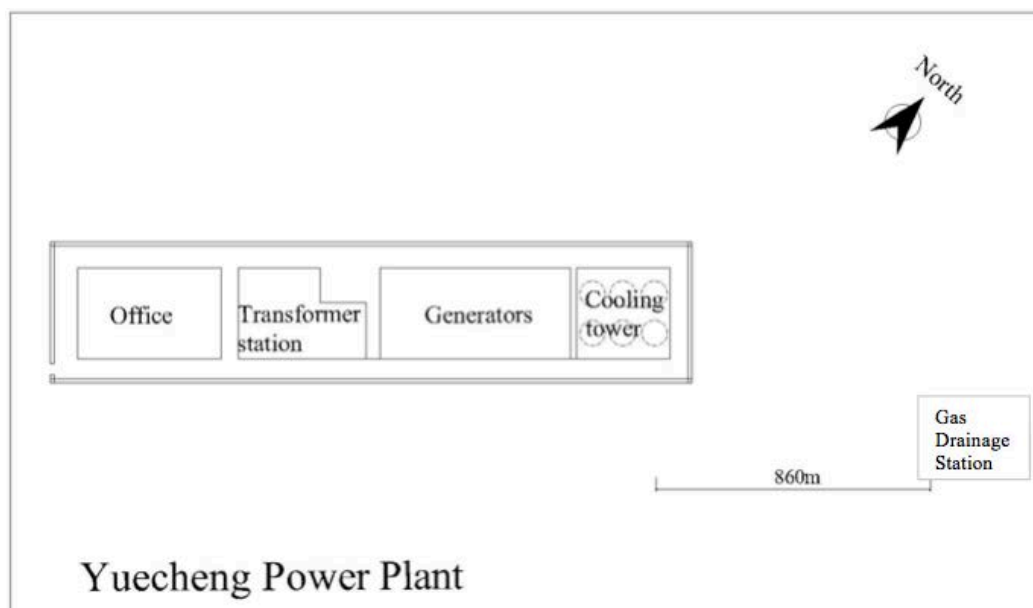 North
Office
Transformer
station
Generators
Cooling
tower
Gas
Drainage
Station
860m
Yuecheng Power Plant